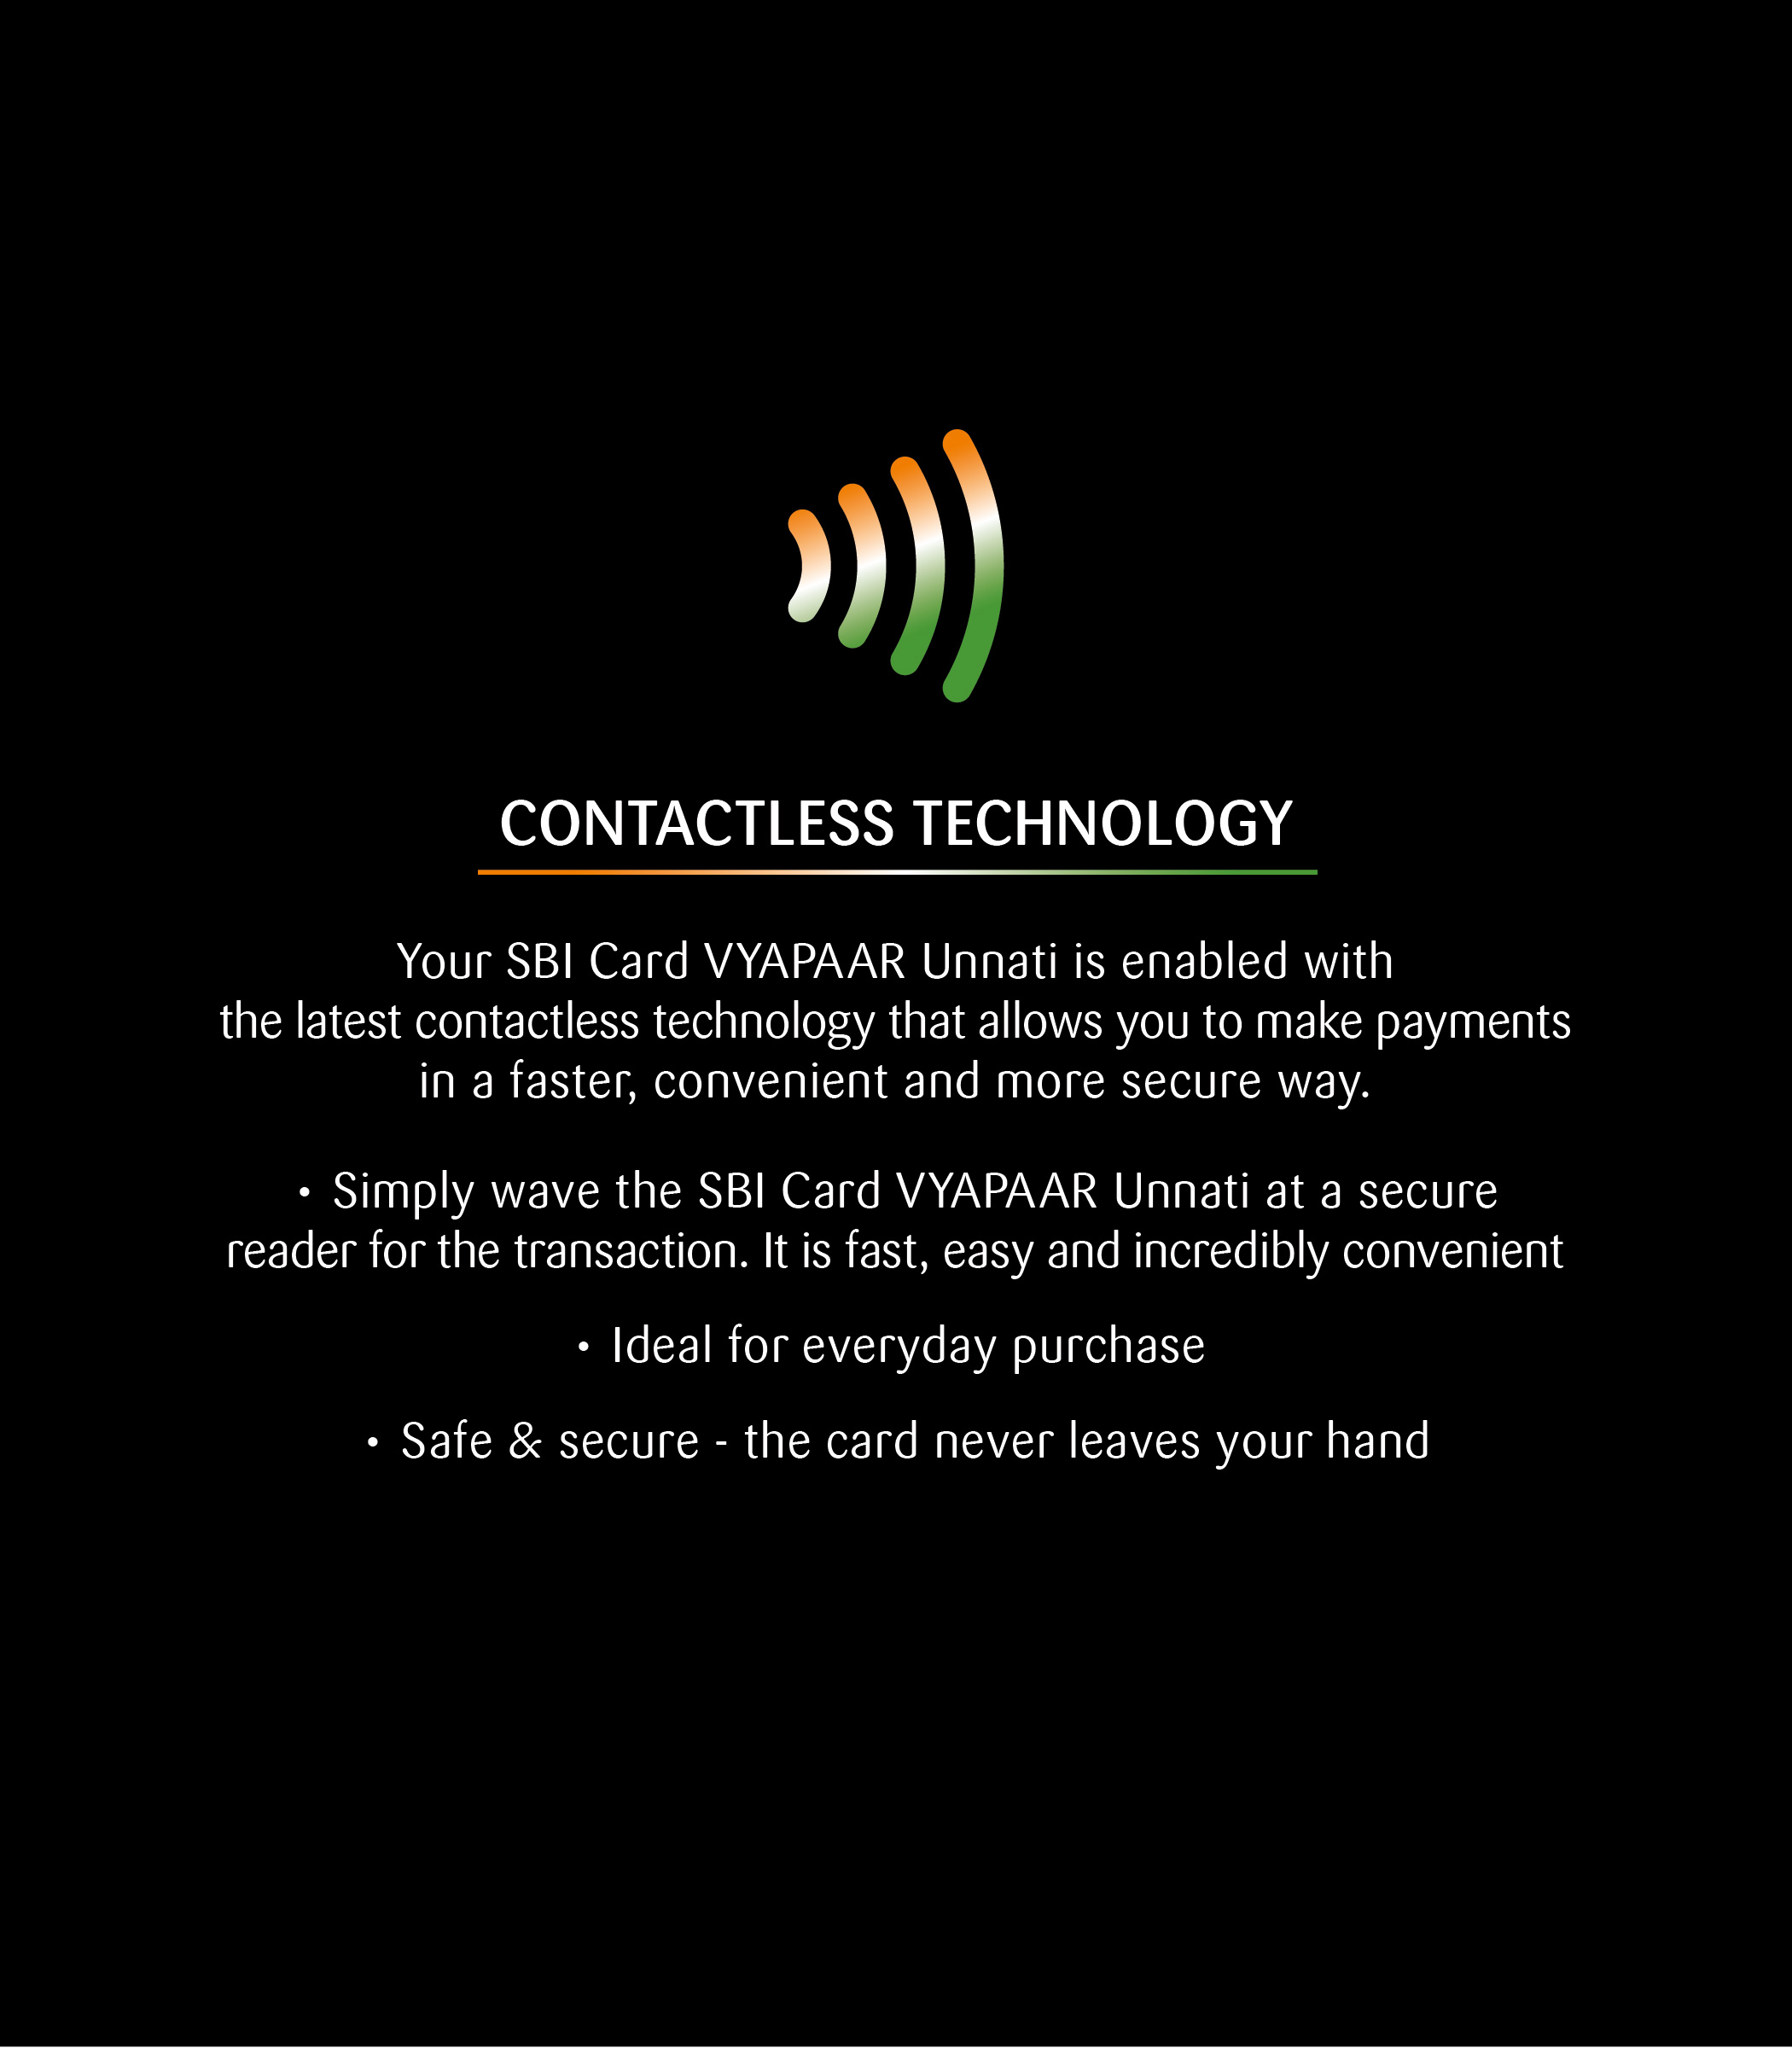 CONTACTLESS TECHNOLOGY
Your SBI Card VYAPAAR Unnati is enabled with
the latest contactless technology that allows you to make payments
in a faster, convenient and more secure way.
• Simply wave the SBI Card VYAPAAR Unnati at a secure
reader for the transaction. It is fast, easy and incredibly convenient
• Ideal for everyday purchase
• Safe & secure - the card never leaves your hand